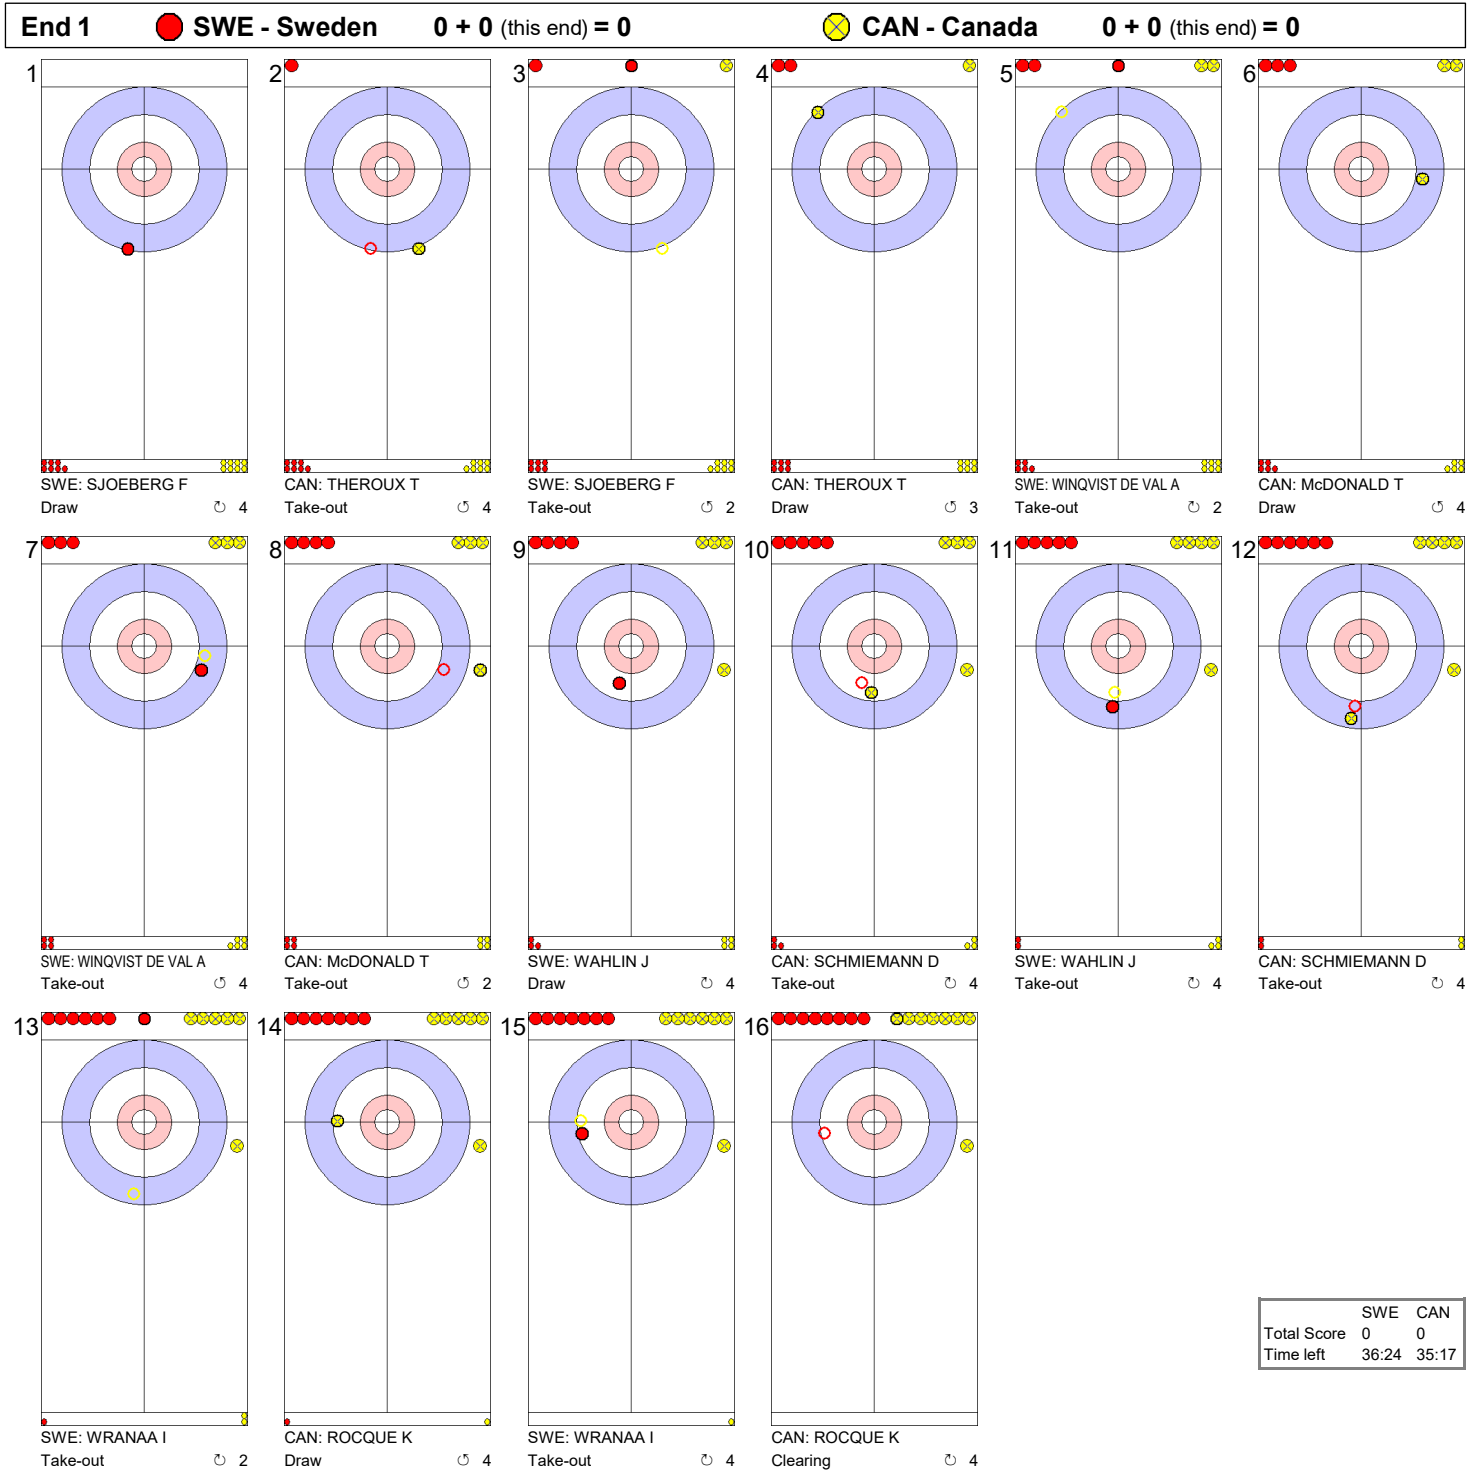 End 1 SWE - Sweden 0 + 0 (this end) = 0 CAN - Canada 0 + 0 (this end) = 0
1 2 3 4 5 6
SWE: SJOEBERG F CAN: THEROUX T SWE: SJOEBERG F CAN: THEROUX T SWE: WINQVIST DE VAL A CAN: McDONALD T
Draw ↻ 4 Take-out ↺ 4 Take-out ↺ 2 Draw ↺ 3 Take-out ↻ 2 Draw ↺ 4
7 8 9 10 11 12
SWE: WINQVIST DE VAL A CAN: McDONALD T SWE: WAHLIN J CAN: SCHMIEMANN D SWE: WAHLIN J CAN: SCHMIEMANN D
Take-out ↺ 4 Take-out ↺ 2 Draw ↻ 4 Take-out ↻ 4 Take-out ↻ 4 Take-out ↻ 4
13 14 15 16
SWE: WRANAA I CAN: ROCQUE K SWE: WRANAA I CAN: ROCQUE K
Take-out ↻ 2 Draw ↺ 4 Take-out ↻ 4 Clearing ↻ 4
SWE CAN
Total Score 0 0
Time left 36:24 35:17